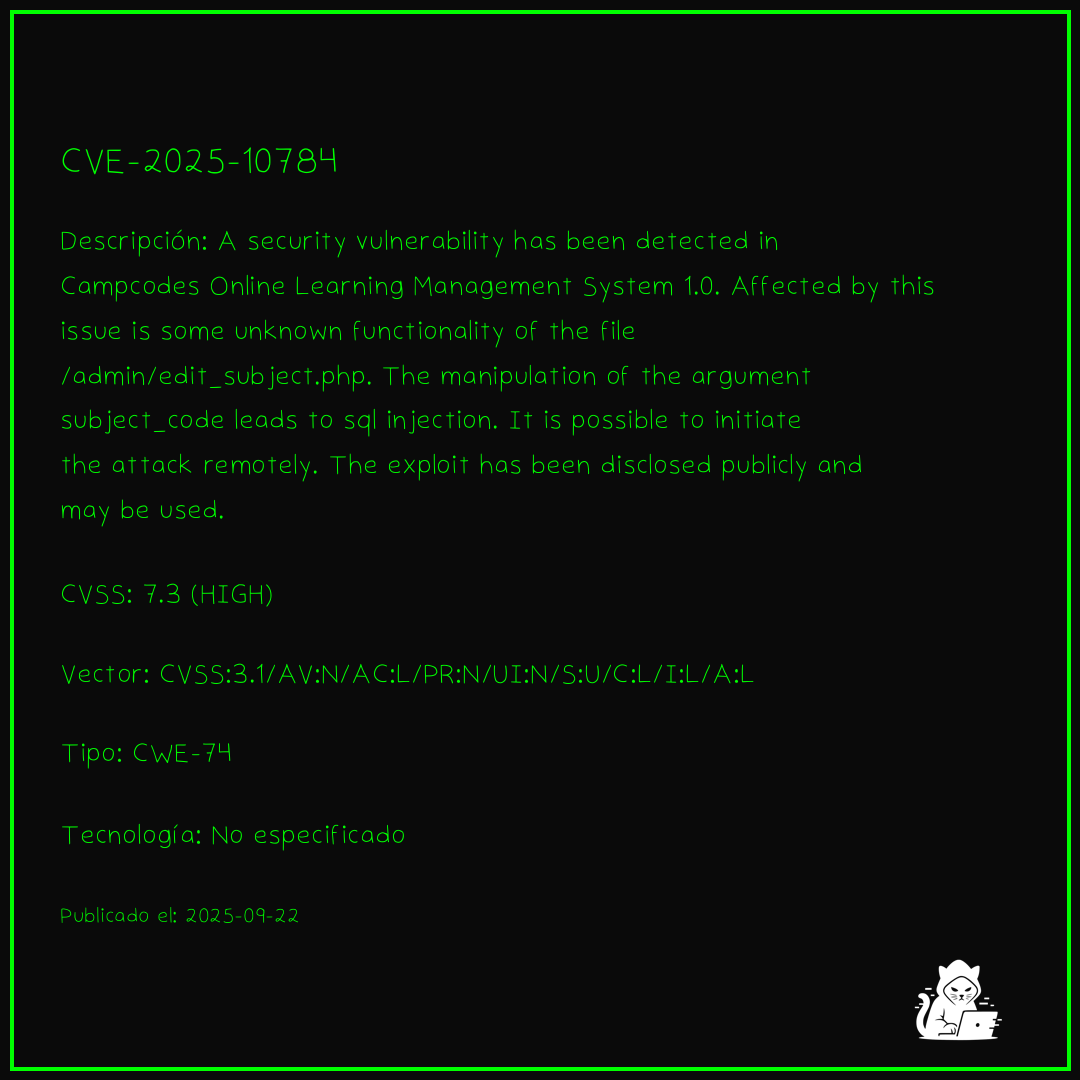 CVE-2025-10784
Descripción: A security vulnerability has been detected in
Campcodes Online Learning Management System 1.0. Affected by this
issue is some unknown functionality of the file
/admin/edit_subject.php. The manipulation of the argument
subject_code leads to sql injection. It is possible to initiate
the attack remotely. The exploit has been disclosed publicly and
may be used.
CVSS: 7.3 (HIGH)
Vector: CVSS:3.1/AV:N/AC:L/PR:N/UI:N/S:U/C:L/I:L/A:L
Tipo: CWE-74
Tecnología: No especificado
Publicado el: 2025-09-22